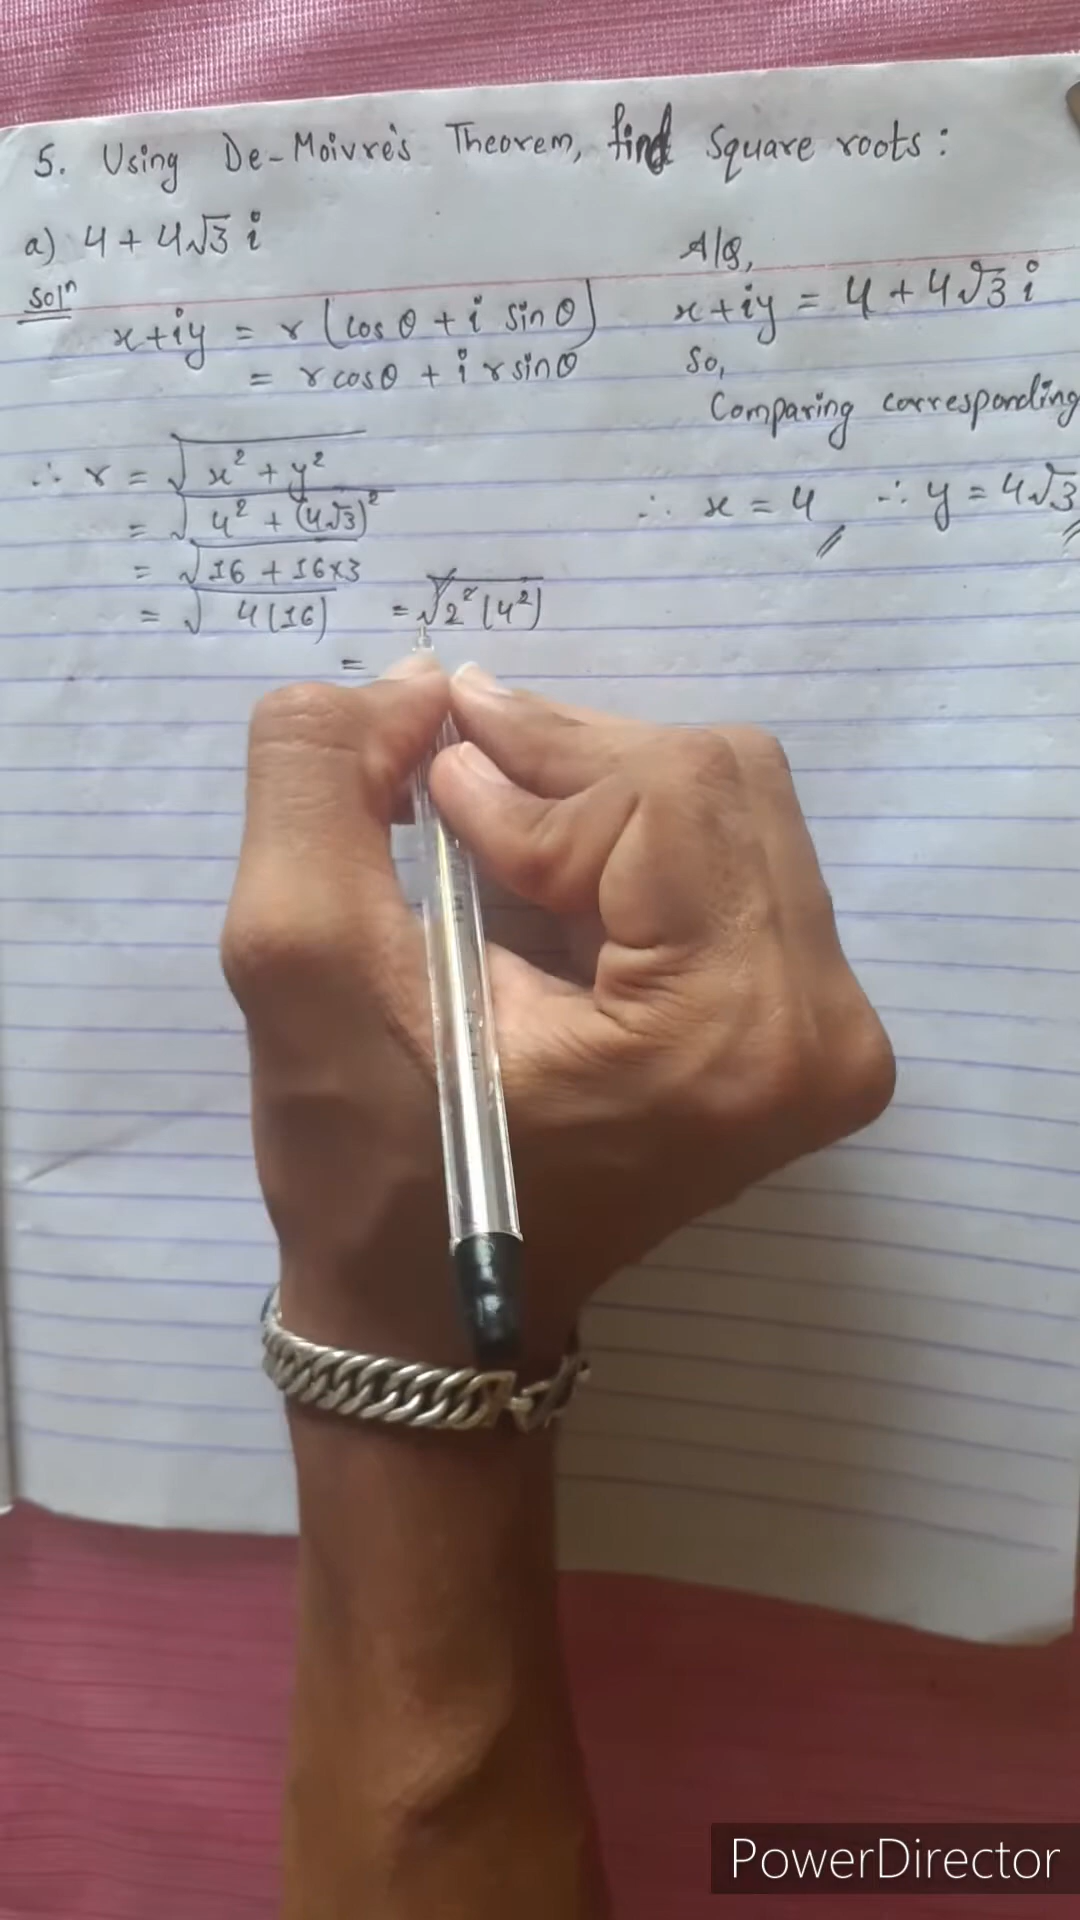 5. Using De-Moivre's Theorem, find Square roots:
a) 4 + 4√3 i
Solⁿ
x+iy = r (cos θ + i sin θ)
= r cosθ + i r sinθ
∴ r = √x² + y²
= √4² + (4√3)²
= √16 + 16×3
= √4(16) = √2²(4²)
=
A/Q,
x+iy = 4 + 4√3 i
So,
Comparing corresponding
∴ x = 4 ∴ y = 4√3
PowerDirector